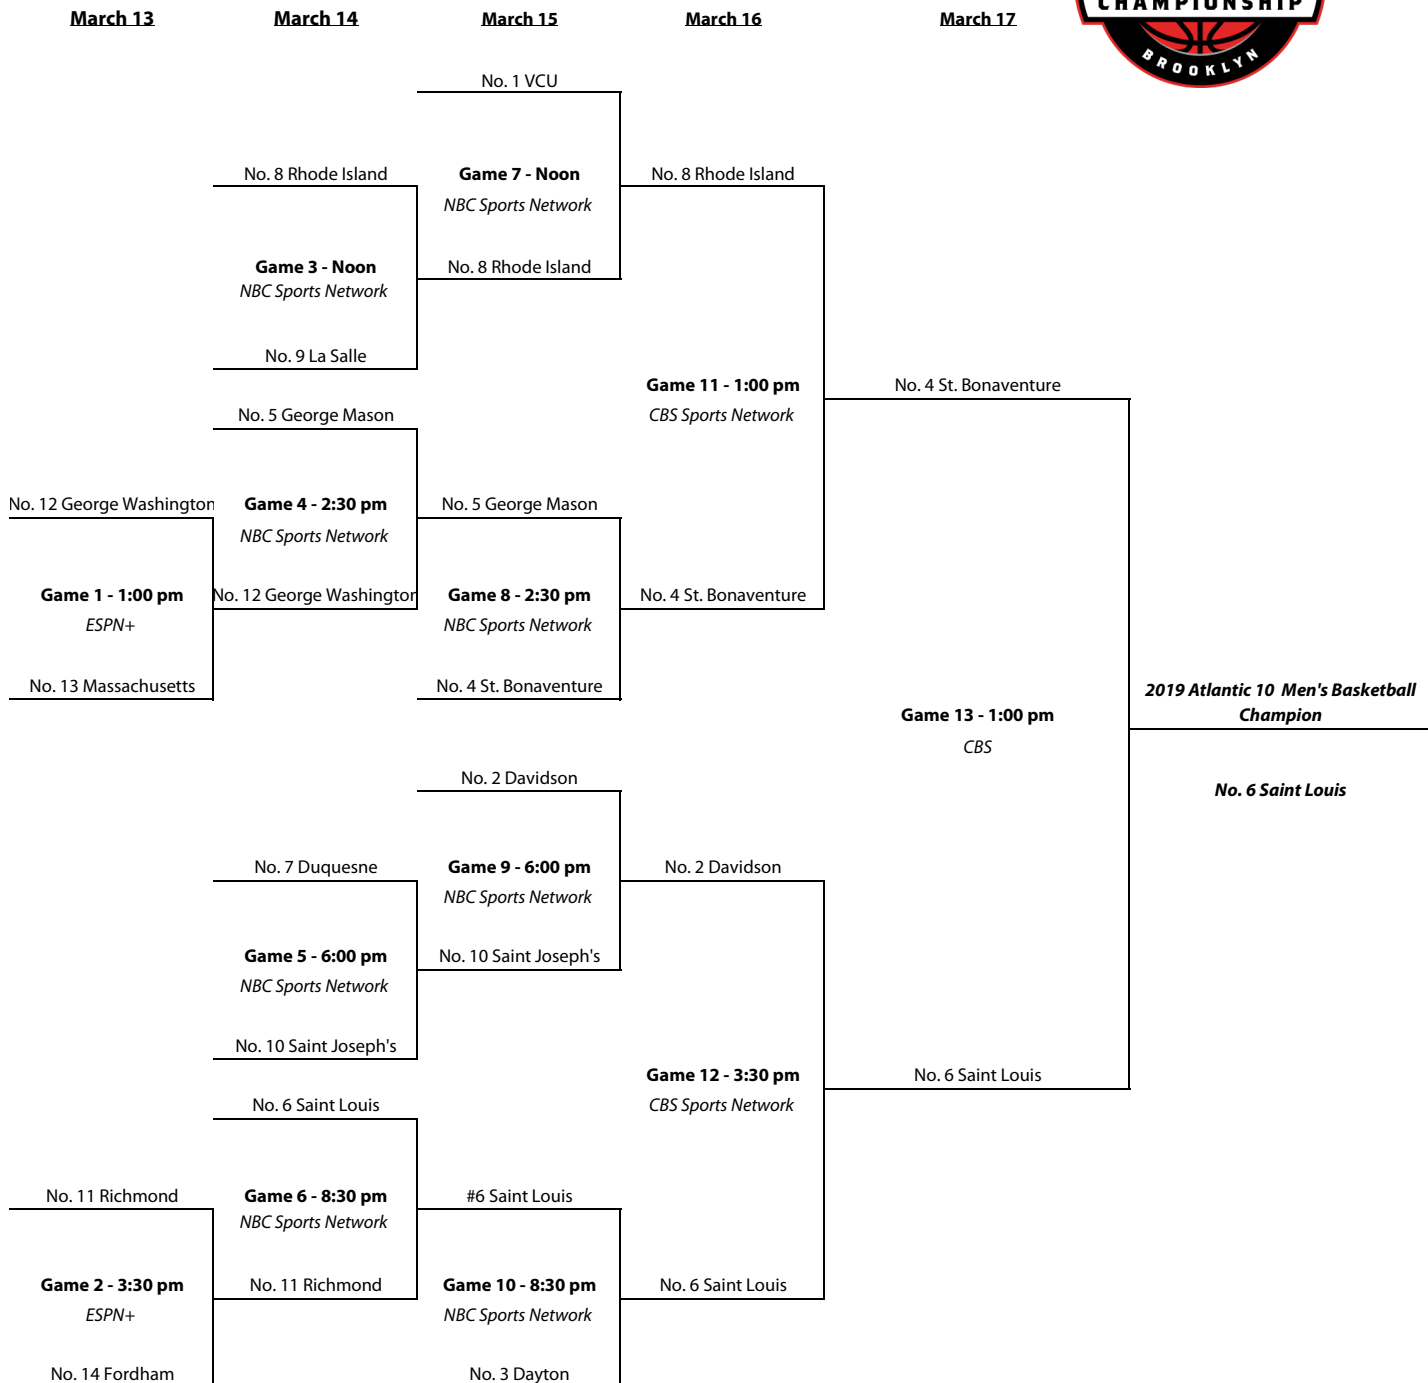 CHAMPIONSHIP
BROOKLYN
March 13
March 14
March 15
March 16
March 17
No. 1 VCU
No. 8 Rhode Island
Game 7 - Noon
No. 8 Rhode Island
NBC Sports Network
Game 3 - Noon
No. 8 Rhode Island
NBC Sports Network
No. 9 La Salle
Game 11 - 1:00 pm
No. 4 St. Bonaventure
No. 5 George Mason
CBS Sports Network
No. 12 George Washington
Game 4 - 2:30 pm
No. 5 George Mason
NBC Sports Network
Game 1 - 1:00 pm
No. 12 George Washington
Game 8 - 2:30 pm
No. 4 St. Bonaventure
ESPN+
NBC Sports Network
No. 13 Massachusetts
No. 4 St. Bonaventure
2019 Atlantic 10 Men's Basketball
Champion
Game 13 - 1:00 pm
CBS
No. 2 Davidson
No. 6 Saint Louis
No. 7 Duquesne
Game 9 - 6:00 pm
No. 2 Davidson
NBC Sports Network
Game 5 - 6:00 pm
No. 10 Saint Joseph's
NBC Sports Network
No. 10 Saint Joseph's
Game 12 - 3:30 pm
No. 6 Saint Louis
No. 6 Saint Louis
CBS Sports Network
No. 11 Richmond
Game 6 - 8:30 pm
#6 Saint Louis
NBC Sports Network
Game 2 - 3:30 pm
No. 11 Richmond
Game 10 - 8:30 pm
No. 6 Saint Louis
ESPN+
NBC Sports Network
No. 14 Fordham
No. 3 Dayton